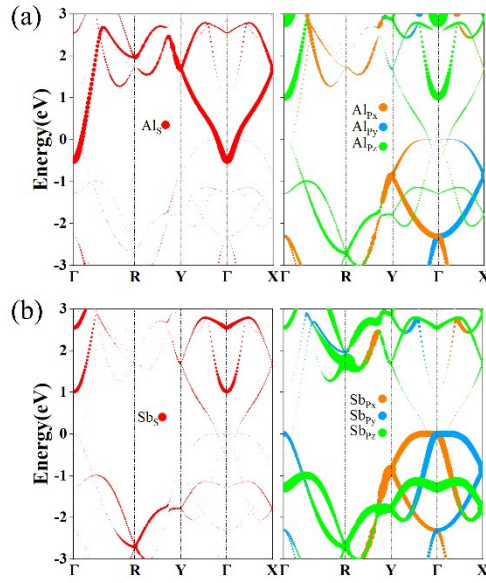 (a)
Energy(eV)
3
2
1
0
-1
-2
-3
Al_S
Al_Px
Al_Py
Al_Pz
Γ R Y Γ X Γ R Y Γ X
(b)
Energy(eV)
3
2
1
0
-1
-2
-3
Sb_S
Sb_Px
Sb_Py
Sb_Pz
Γ R Y Γ X Γ R Y Γ X